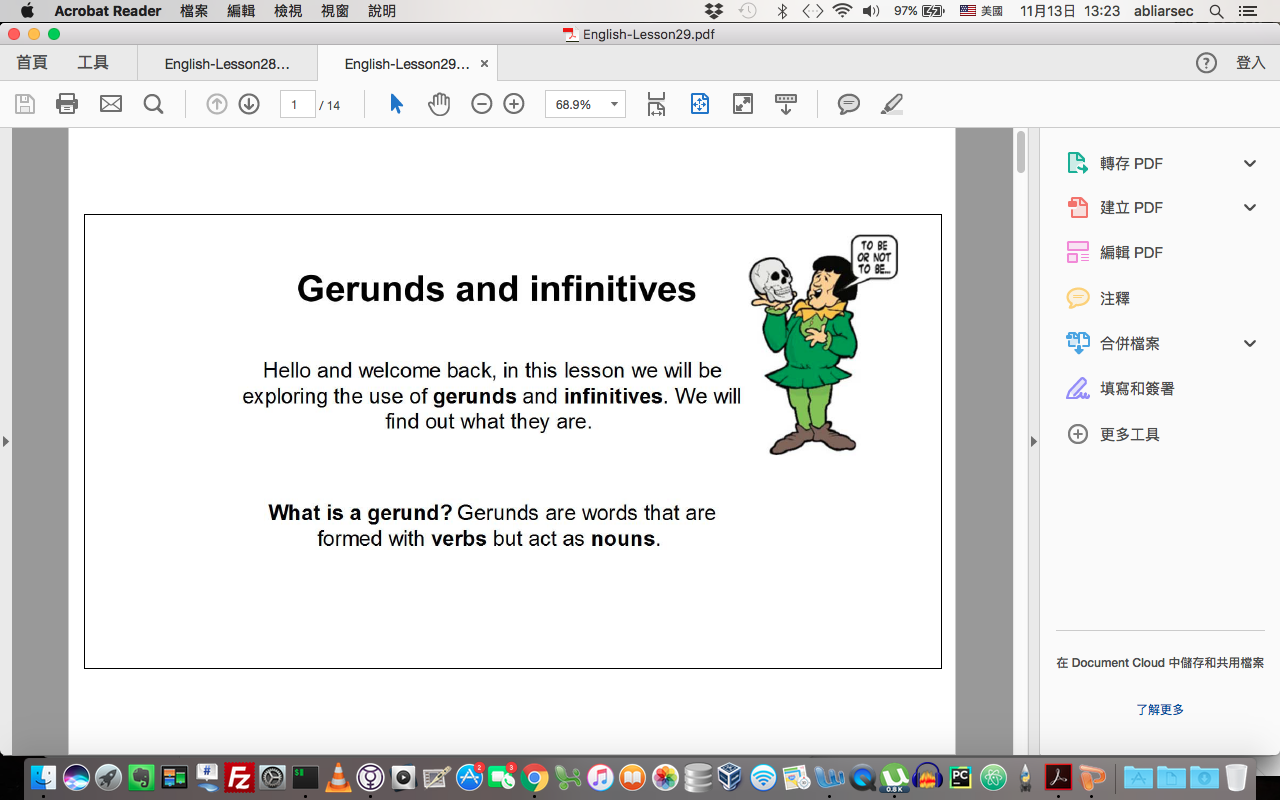 Acrobat Reader 檔案 編輯 檢視 視窗 說明 97% 美國 11月13日 13:23 abliarsec
English-Lesson29.pdf
首頁 工具 English-Lesson28... English-Lesson29... × ? 登入
1 / 14 68.9%
TO BE
OR NOT
TO BE...
Gerunds and infinitives
Hello and welcome back, in this lesson we will be
exploring the use of gerunds and infinitives. We will
find out what they are.
What is a gerund? Gerunds are words that are
formed with verbs but act as nouns.
轉存 PDF
建立 PDF
編輯 PDF
注釋
合併檔案
填寫和簽署
更多工具
在 Document Cloud 中儲存和共用檔案
了解更多
# Fz $$ 2 3 0.8 K PC